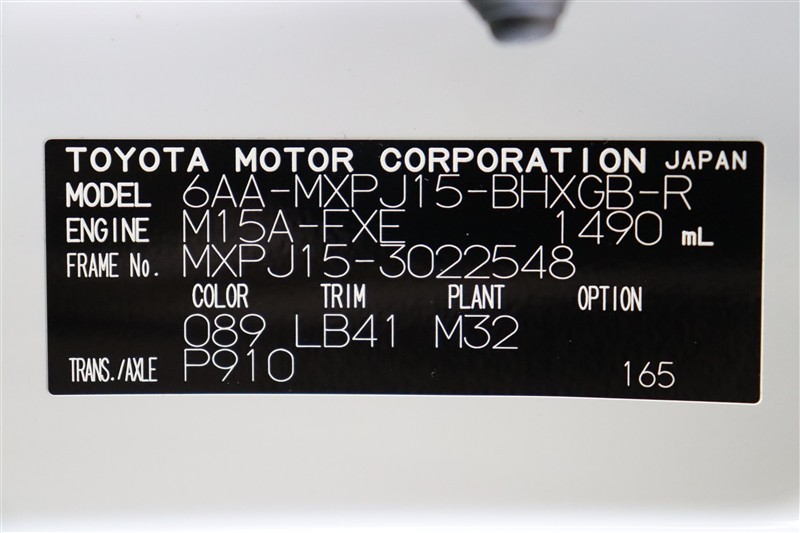 TOYOTA MOTOR CORPORATION JAPAN
MODEL 6AA-MXPJ15-BHXGB-R
ENGINE M15A-FXE 1490 mL
FRAME No. MXPJ15-3022548
COLOR TRIM PLANT OPTION
089 LB41 M32
TRANS./AXLE P910 165